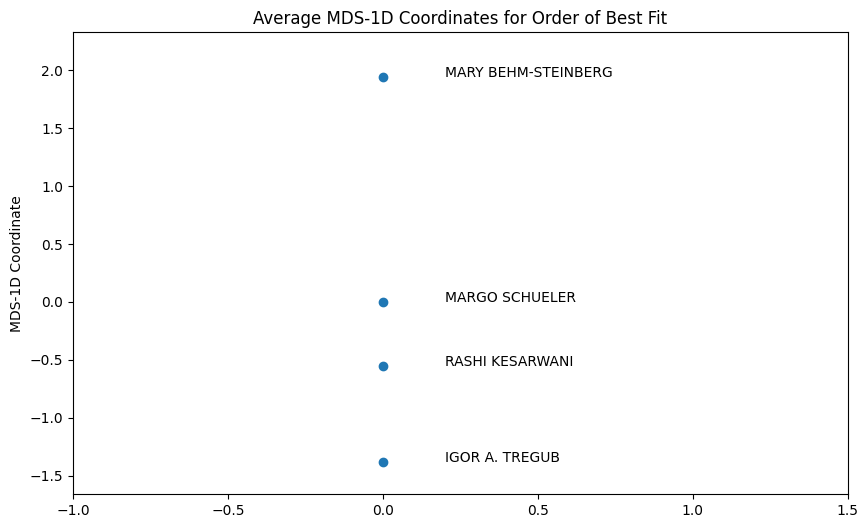 Average MDS-1D Coordinates for Order of Best Fit
MDS-1D Coordinate
2.0
1.5
1.0
0.5
0.0
−0.5
−1.0
−1.5
MARY BEHM-STEINBERG
MARGO SCHUELER
RASHI KESARWANI
IGOR A. TREGUB
−1.0 −0.5 0.0 0.5 1.0 1.5